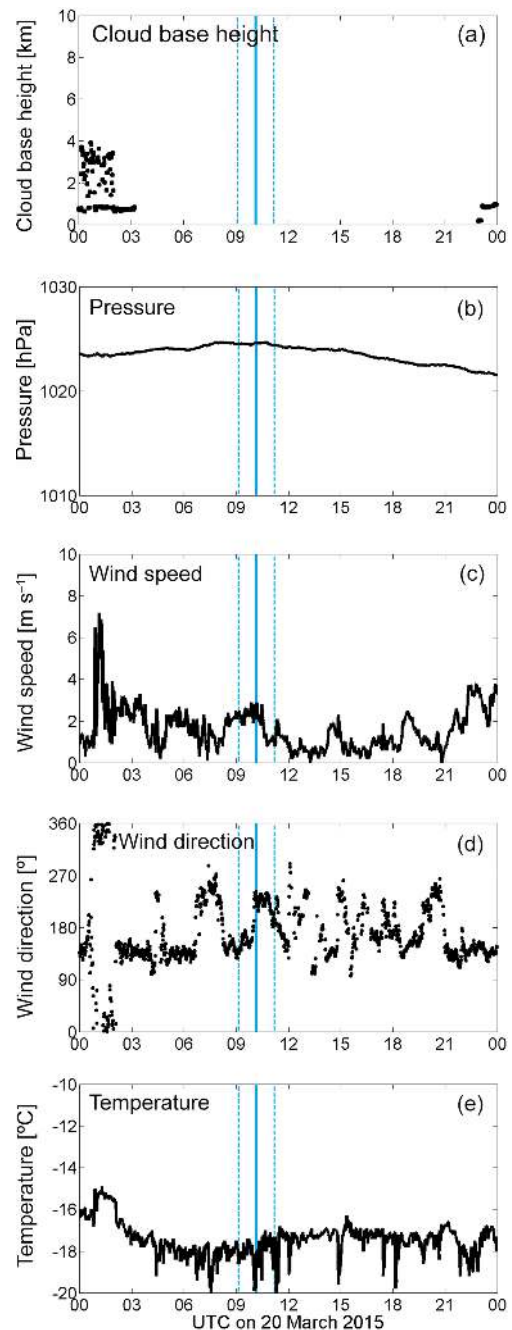 Cloud base height [km]
10
8
6
4
2
0
Cloud base height
(a)
00 03 06 09 12 15 18 21 00
Pressure [hPa]
1030
1020
1010
Pressure
(b)
00 03 06 09 12 15 18 21 00
Wind speed [m s⁻¹]
10
8
6
4
2
0
Wind speed
(c)
00 03 06 09 12 15 18 21 00
Wind direction [º]
360
270
180
90
0
Wind direction
(d)
00 03 06 09 12 15 18 21 00
Temperature [ºC]
-10
-12
-14
-16
-18
-20
Temperature
(e)
00 03 06 09 12 15 18 21 00
UTC on 20 March 2015